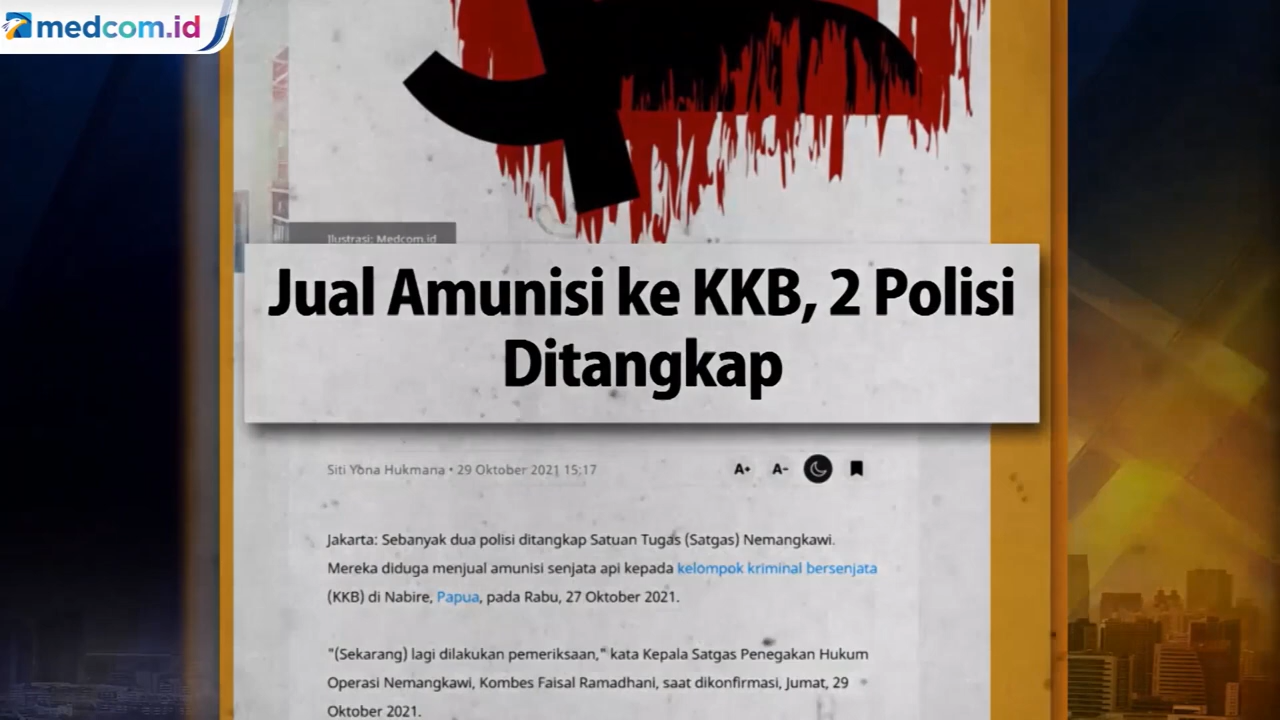 medcom.id
Ilustrasi: Medcom.id
Jual Amunisi ke KKB, 2 Polisi
Ditangkap
Siti Yona Hukmana • 29 Oktober 2021 15:17
A+ A-
Jakarta: Sebanyak dua polisi ditangkap Satuan Tugas (Satgas) Nemangkawi.
Mereka diduga menjual amunisi senjata api kepada kelompok kriminal bersenjata
(KKB) di Nabire, Papua, pada Rabu, 27 Oktober 2021.
"(Sekarang) lagi dilakukan pemeriksaan," kata Kepala Satgas Penegakan Hukum
Operasi Nemangkawi, Kombes Faisal Ramadhani, saat dikonfirmasi, Jumat, 29
Oktober 2021.